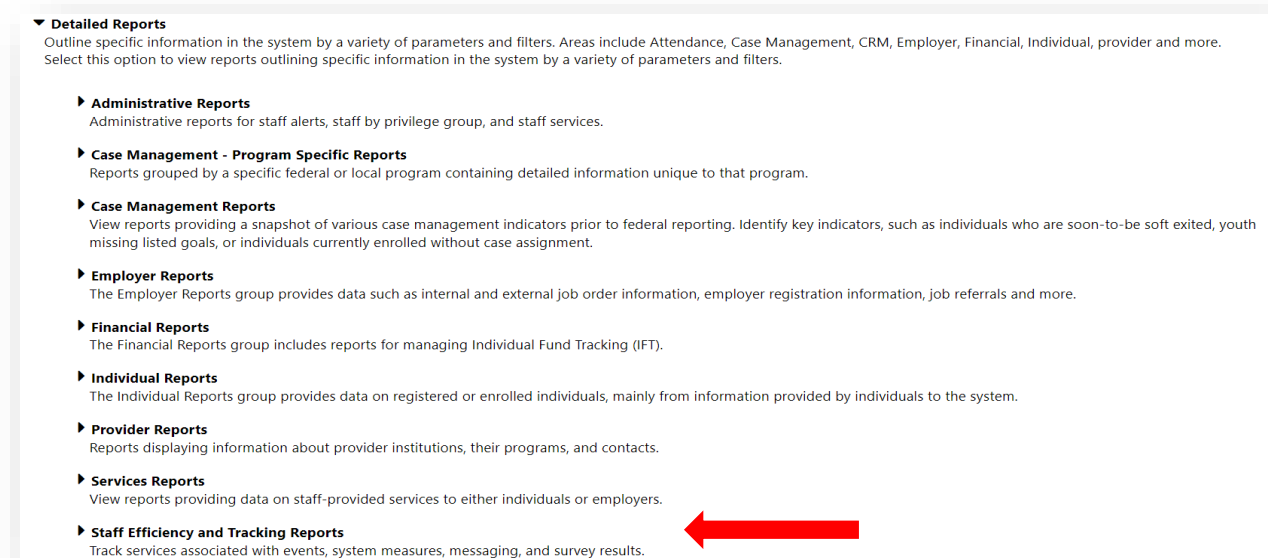 Detailed Reports
Outline specific information in the system by a variety of parameters and filters. Areas include Attendance, Case Management, CRM, Employer, Financial, Individual, provider and more.
Select this option to view reports outlining specific information in the system by a variety of parameters and filters.
Administrative Reports
Administrative reports for staff alerts, staff by privilege group, and staff services.
Case Management - Program Specific Reports
Reports grouped by a specific federal or local program containing detailed information unique to that program.
Case Management Reports
View reports providing a snapshot of various case management indicators prior to federal reporting. Identify key indicators, such as individuals who are soon-to-be soft exited, youth
missing listed goals, or individuals currently enrolled without case assignment.
Employer Reports
The Employer Reports group provides data such as internal and external job order information, employer registration information, job referrals and more.
Financial Reports
The Financial Reports group includes reports for managing Individual Fund Tracking (IFT).
Individual Reports
The Individual Reports group provides data on registered or enrolled individuals, mainly from information provided by individuals to the system.
Provider Reports
Reports displaying information about provider institutions, their programs, and contacts.
Services Reports
View reports providing data on staff-provided services to either individuals or employers.
Staff Efficiency and Tracking Reports
Track services associated with events, system measures, messaging, and survey results.